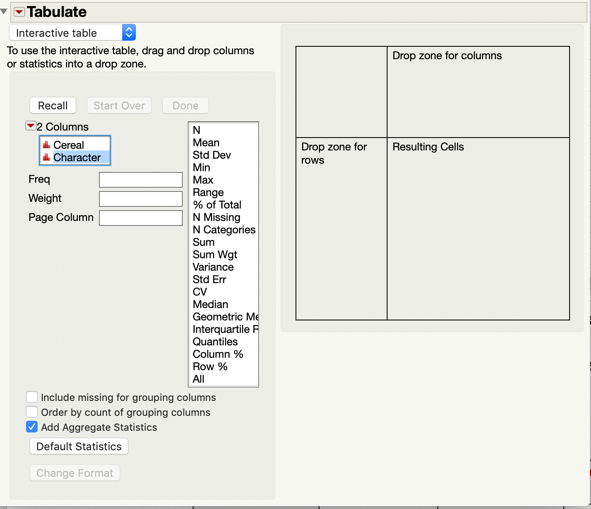 Tabulate
Interactive table
To use the interactive table, drag and drop columns
or statistics into a drop zone.
Recall
Start Over
Done
2 Columns
Cereal
Character
Freq
Weight
Page Column
N
Mean
Std Dev
Min
Max
Range
% of Total
N Missing
N Categories
Sum
Sum Wgt
Variance
Std Err
CV
Median
Geometric Me
Interquartile R
Quantiles
Column %
Row %
All
Include missing for grouping columns
Order by count of grouping columns
Add Aggregate Statistics
Default Statistics
Change Format
Drop zone for columns
Drop zone for
rows
Resulting Cells